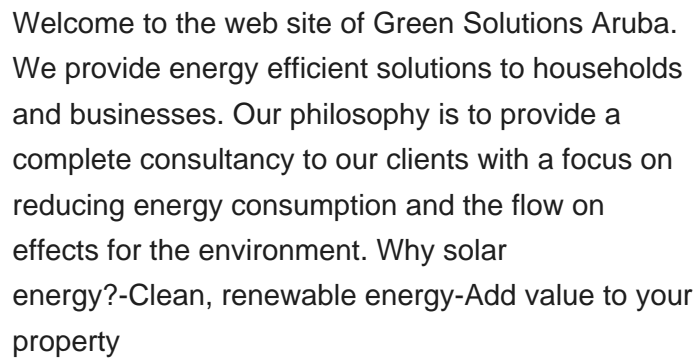 Welcome to the web site of Green Solutions Aruba.
We provide energy efficient solutions to households
and businesses. Our philosophy is to provide a
complete consultancy to our clients with a focus on
reducing energy consumption and the flow on
effects for the environment. Why solar
energy?-Clean, renewable energy-Add value to your
property